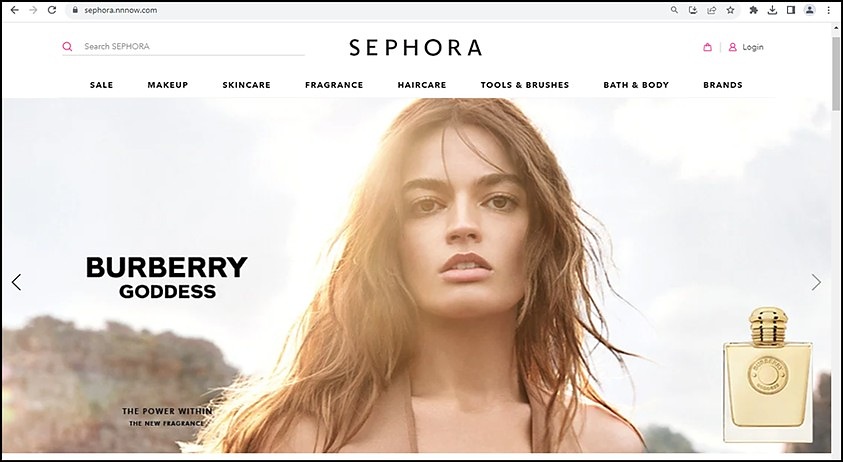 sephora.nnnow.com
Search SEPHORA
SEPHORA
Login
SALE MAKEUP SKINCARE FRAGRANCE HAIRCARE TOOLS & BRUSHES BATH & BODY BRANDS
BURBERRY
GODDESS
BURBERRY
GODDESS
THE POWER WITHIN
THE NEW FRAGRANCE